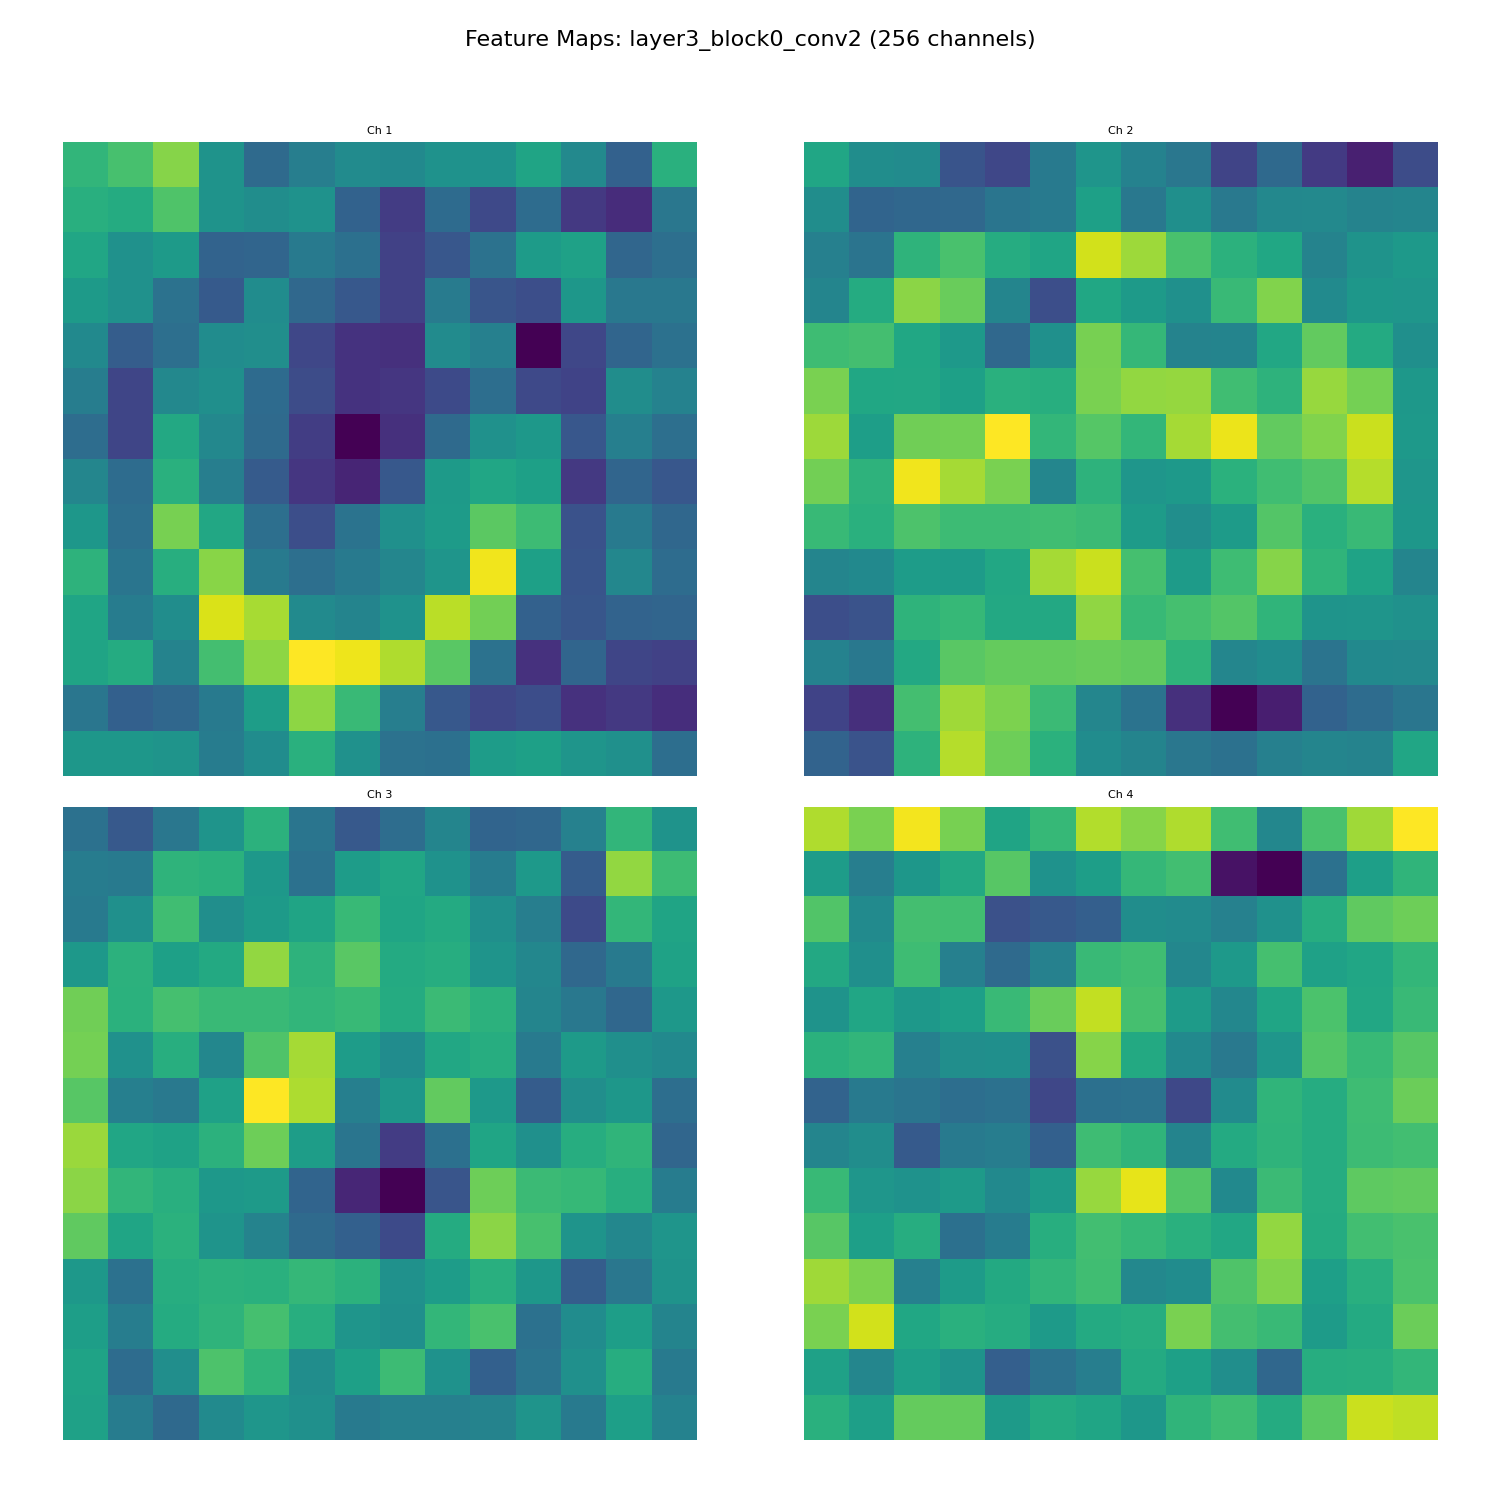 Feature Maps: layer3_block0_conv2 (256 channels)
Ch 1
Ch 2
Ch 3
Ch 4